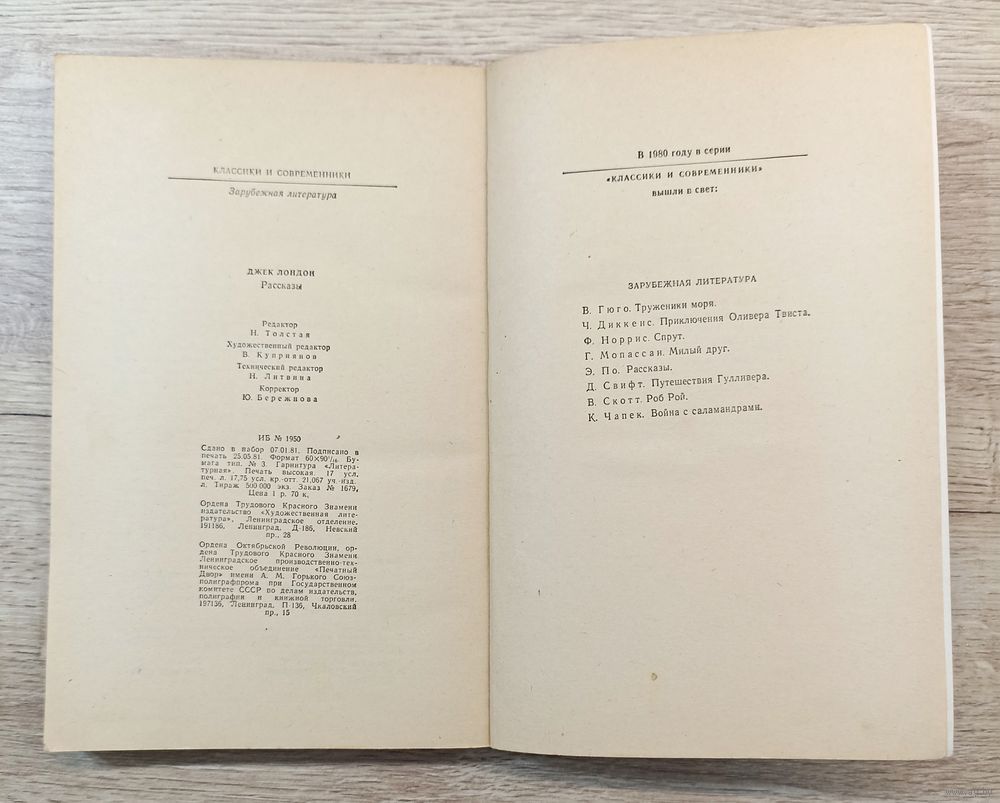 КЛАССИКИ И СОВРЕМЕННИКИ
Зарубежная литература
ДЖЕК ЛОНДОН
Рассказы
Редактор
Н. Толстая
Художественный редактор
В. Куприянов
Технический редактор
Н. Литвина
Корректор
Ю. Бережнова
ИБ № 1950
Сдано в набор 07.01.81. Подписано в
печать 25.05.81. Формат 60×90¹/₁₆. Бу-
мага тип. № 3. Гарнитура «Литера-
турная». Печать высокая. 17 усл.
печ. л. 17,75 усл. кр.-отт. 21,067 уч.-изд.
л. Тираж 500 000 экз. Заказ № 1679.
Цена 1 р. 70 к.
Ордена Трудового Красного Знамени
издательство «Художественная лите-
ратура», Ленинградское отделение.
191186, Ленинград, Д-186, Невский
пр., 28
Ордена Октябрьской Революции, ор-
дена Трудового Красного Знамени
Ленинградское производственно-тех-
ническое объединение «Печатный
Двор» имени А. М. Горького Союз-
полиграфпрома при Государственном
комитете СССР по делам издательств,
полиграфии и книжной торговли.
197136, Ленинград, П-136, Чкаловский
пр., 15
В 1980 году в серии
«КЛАССИКИ И СОВРЕМЕННИКИ»
вышли в свет:
ЗАРУБЕЖНАЯ ЛИТЕРАТУРА
В. Гюго. Труженики моря.
Ч. Диккенс. Приключения Оливера Твиста.
Ф. Норрис. Спрут.
Г. Мопассан. Милый друг.
Э. По. Рассказы.
Д. Свифт. Путешествия Гулливера.
В. Скотт. Роб Рой.
К. Чапек. Война с саламандрами.